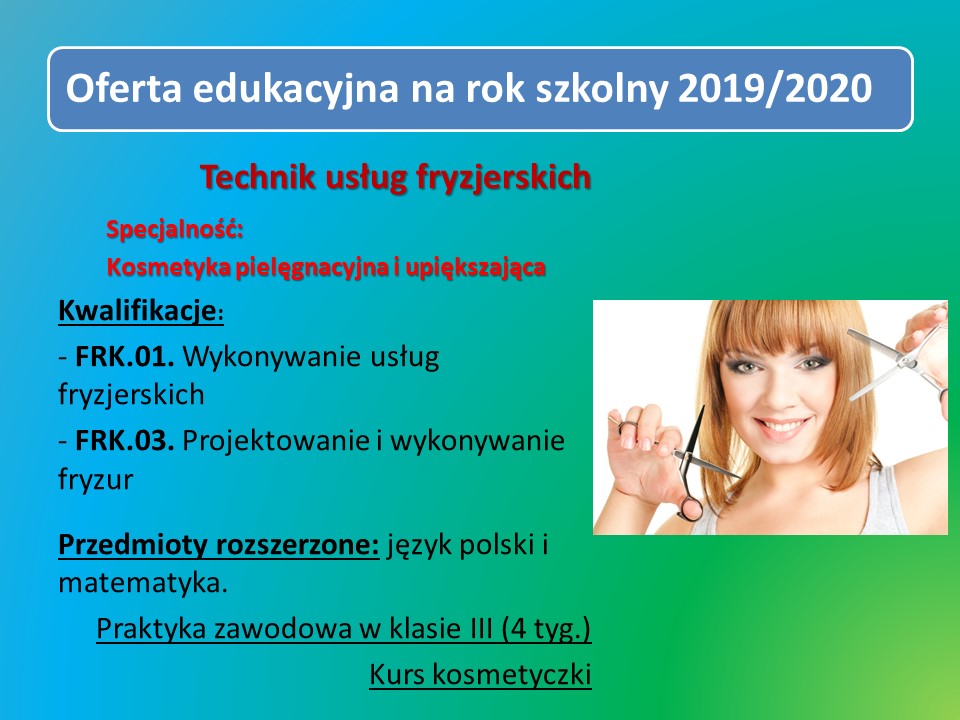 Oferta edukacyjna na rok szkolny 2019/2020
Technik usług fryzjerskich
Specjalność:
Kosmetyka pielęgnacyjna i upiększająca
Kwalifikacje:
- FRK.01. Wykonywanie usług
fryzjerskich
- FRK.03. Projektowanie i wykonywanie
fryzur
Przedmioty rozszerzone: język polski i
matematyka.
Praktyka zawodowa w klasie III (4 tyg.)
Kurs kosmetyczki